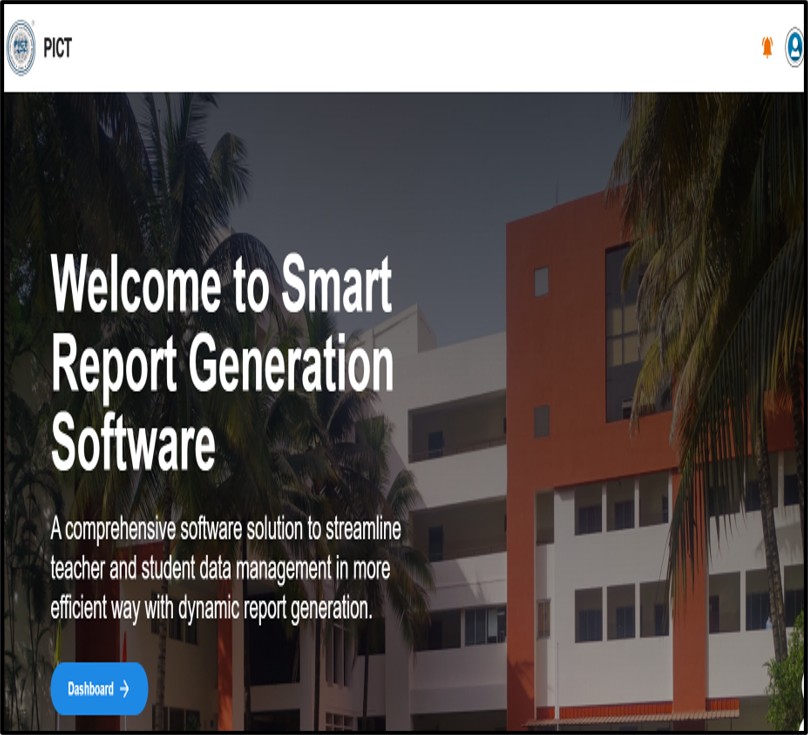 PICT
PICT
Welcome to Smart
Report Generation
Software
A comprehensive software solution to streamline
teacher and student data management in more
efficient way with dynamic report generation.
Dashboard →